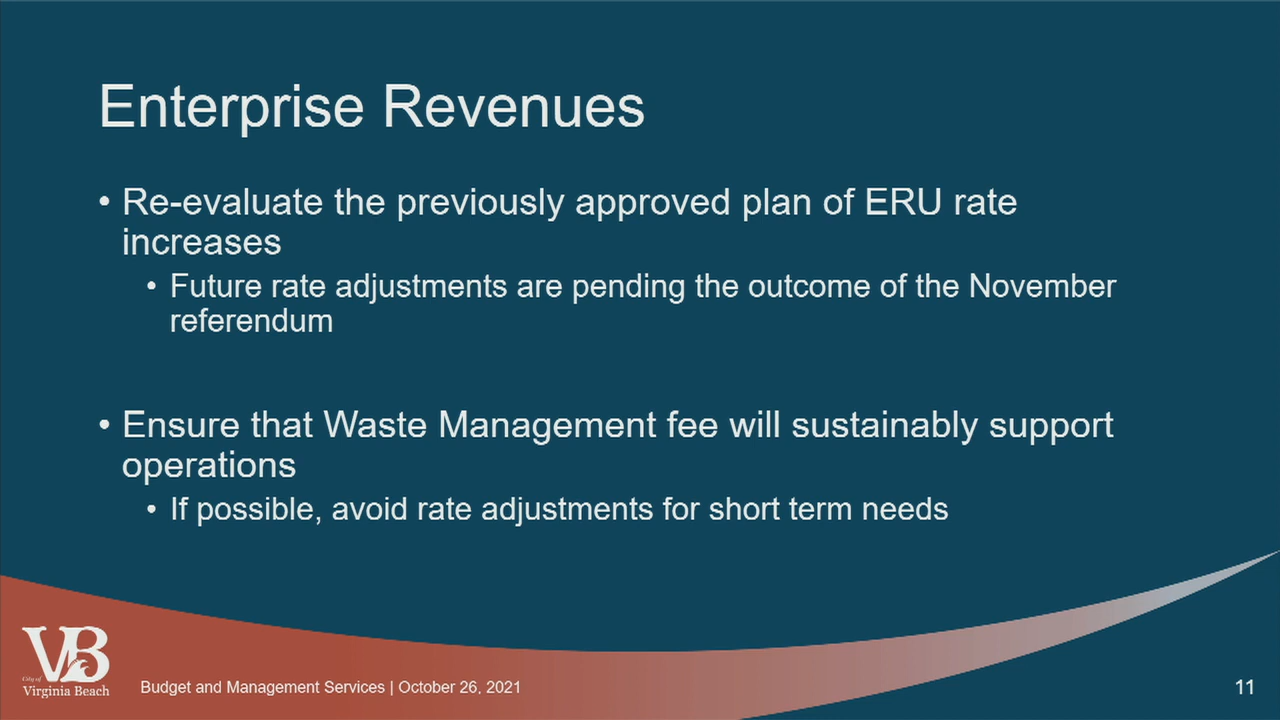 Enterprise Revenues
• Re-evaluate the previously approved plan of ERU rate
increases
• Future rate adjustments are pending the outcome of the November
referendum
• Ensure that Waste Management fee will sustainably support
operations
• If possible, avoid rate adjustments for short term needs
VB
City of
Virginia Beach
Budget and Management Services | October 26, 2021
11